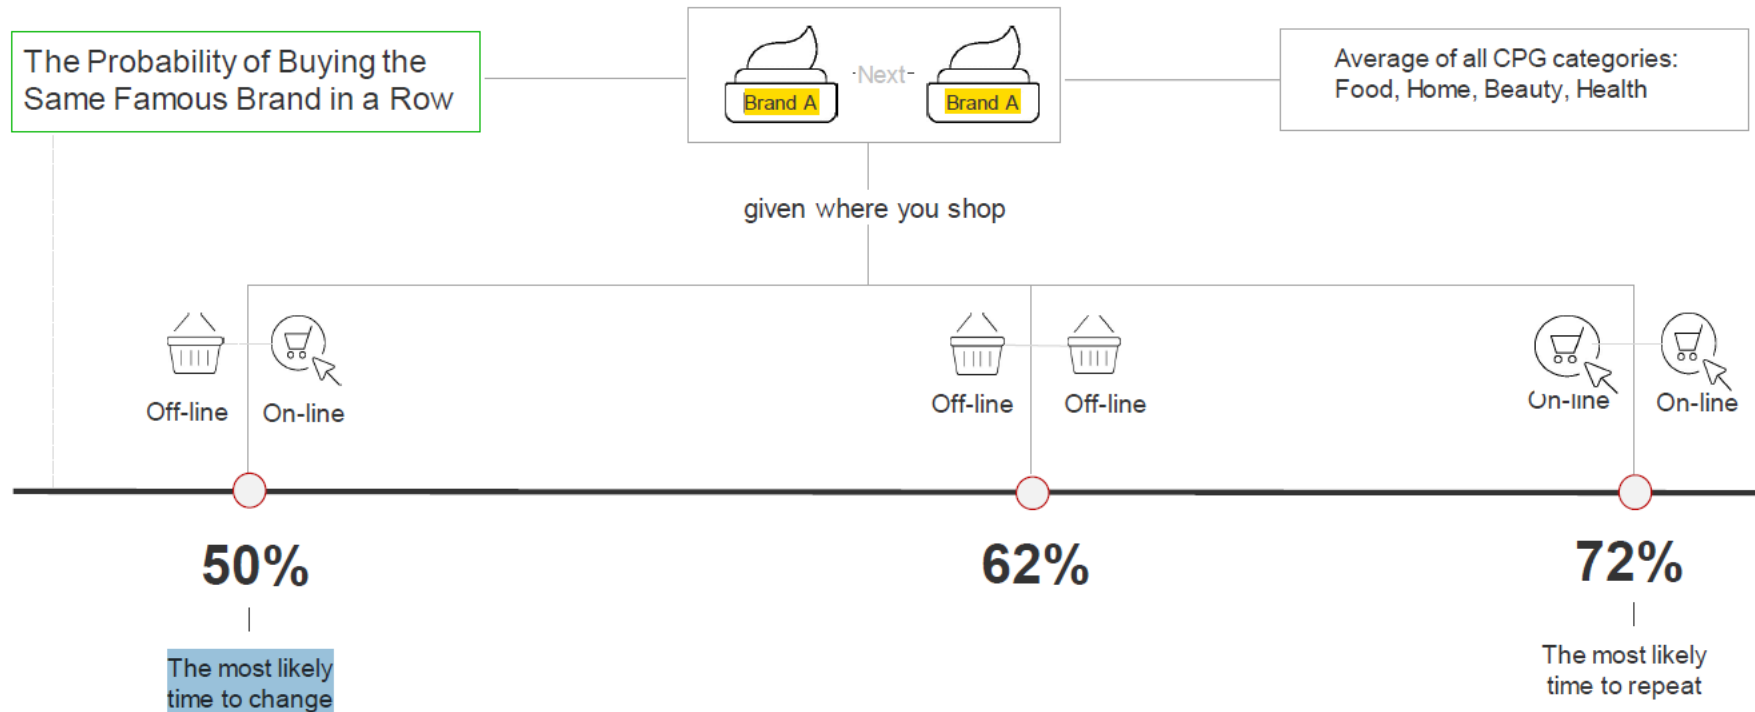 The Probability of Buying the
Same Famous Brand in a Row
Brand A
Next
Brand A
Average of all CPG categories:
Food, Home, Beauty, Health
given where you shop
Off-line
On-line
Off-line
Off-line
On-line
On-line
50%
62%
72%
The most likely
time to change
The most likely
time to repeat